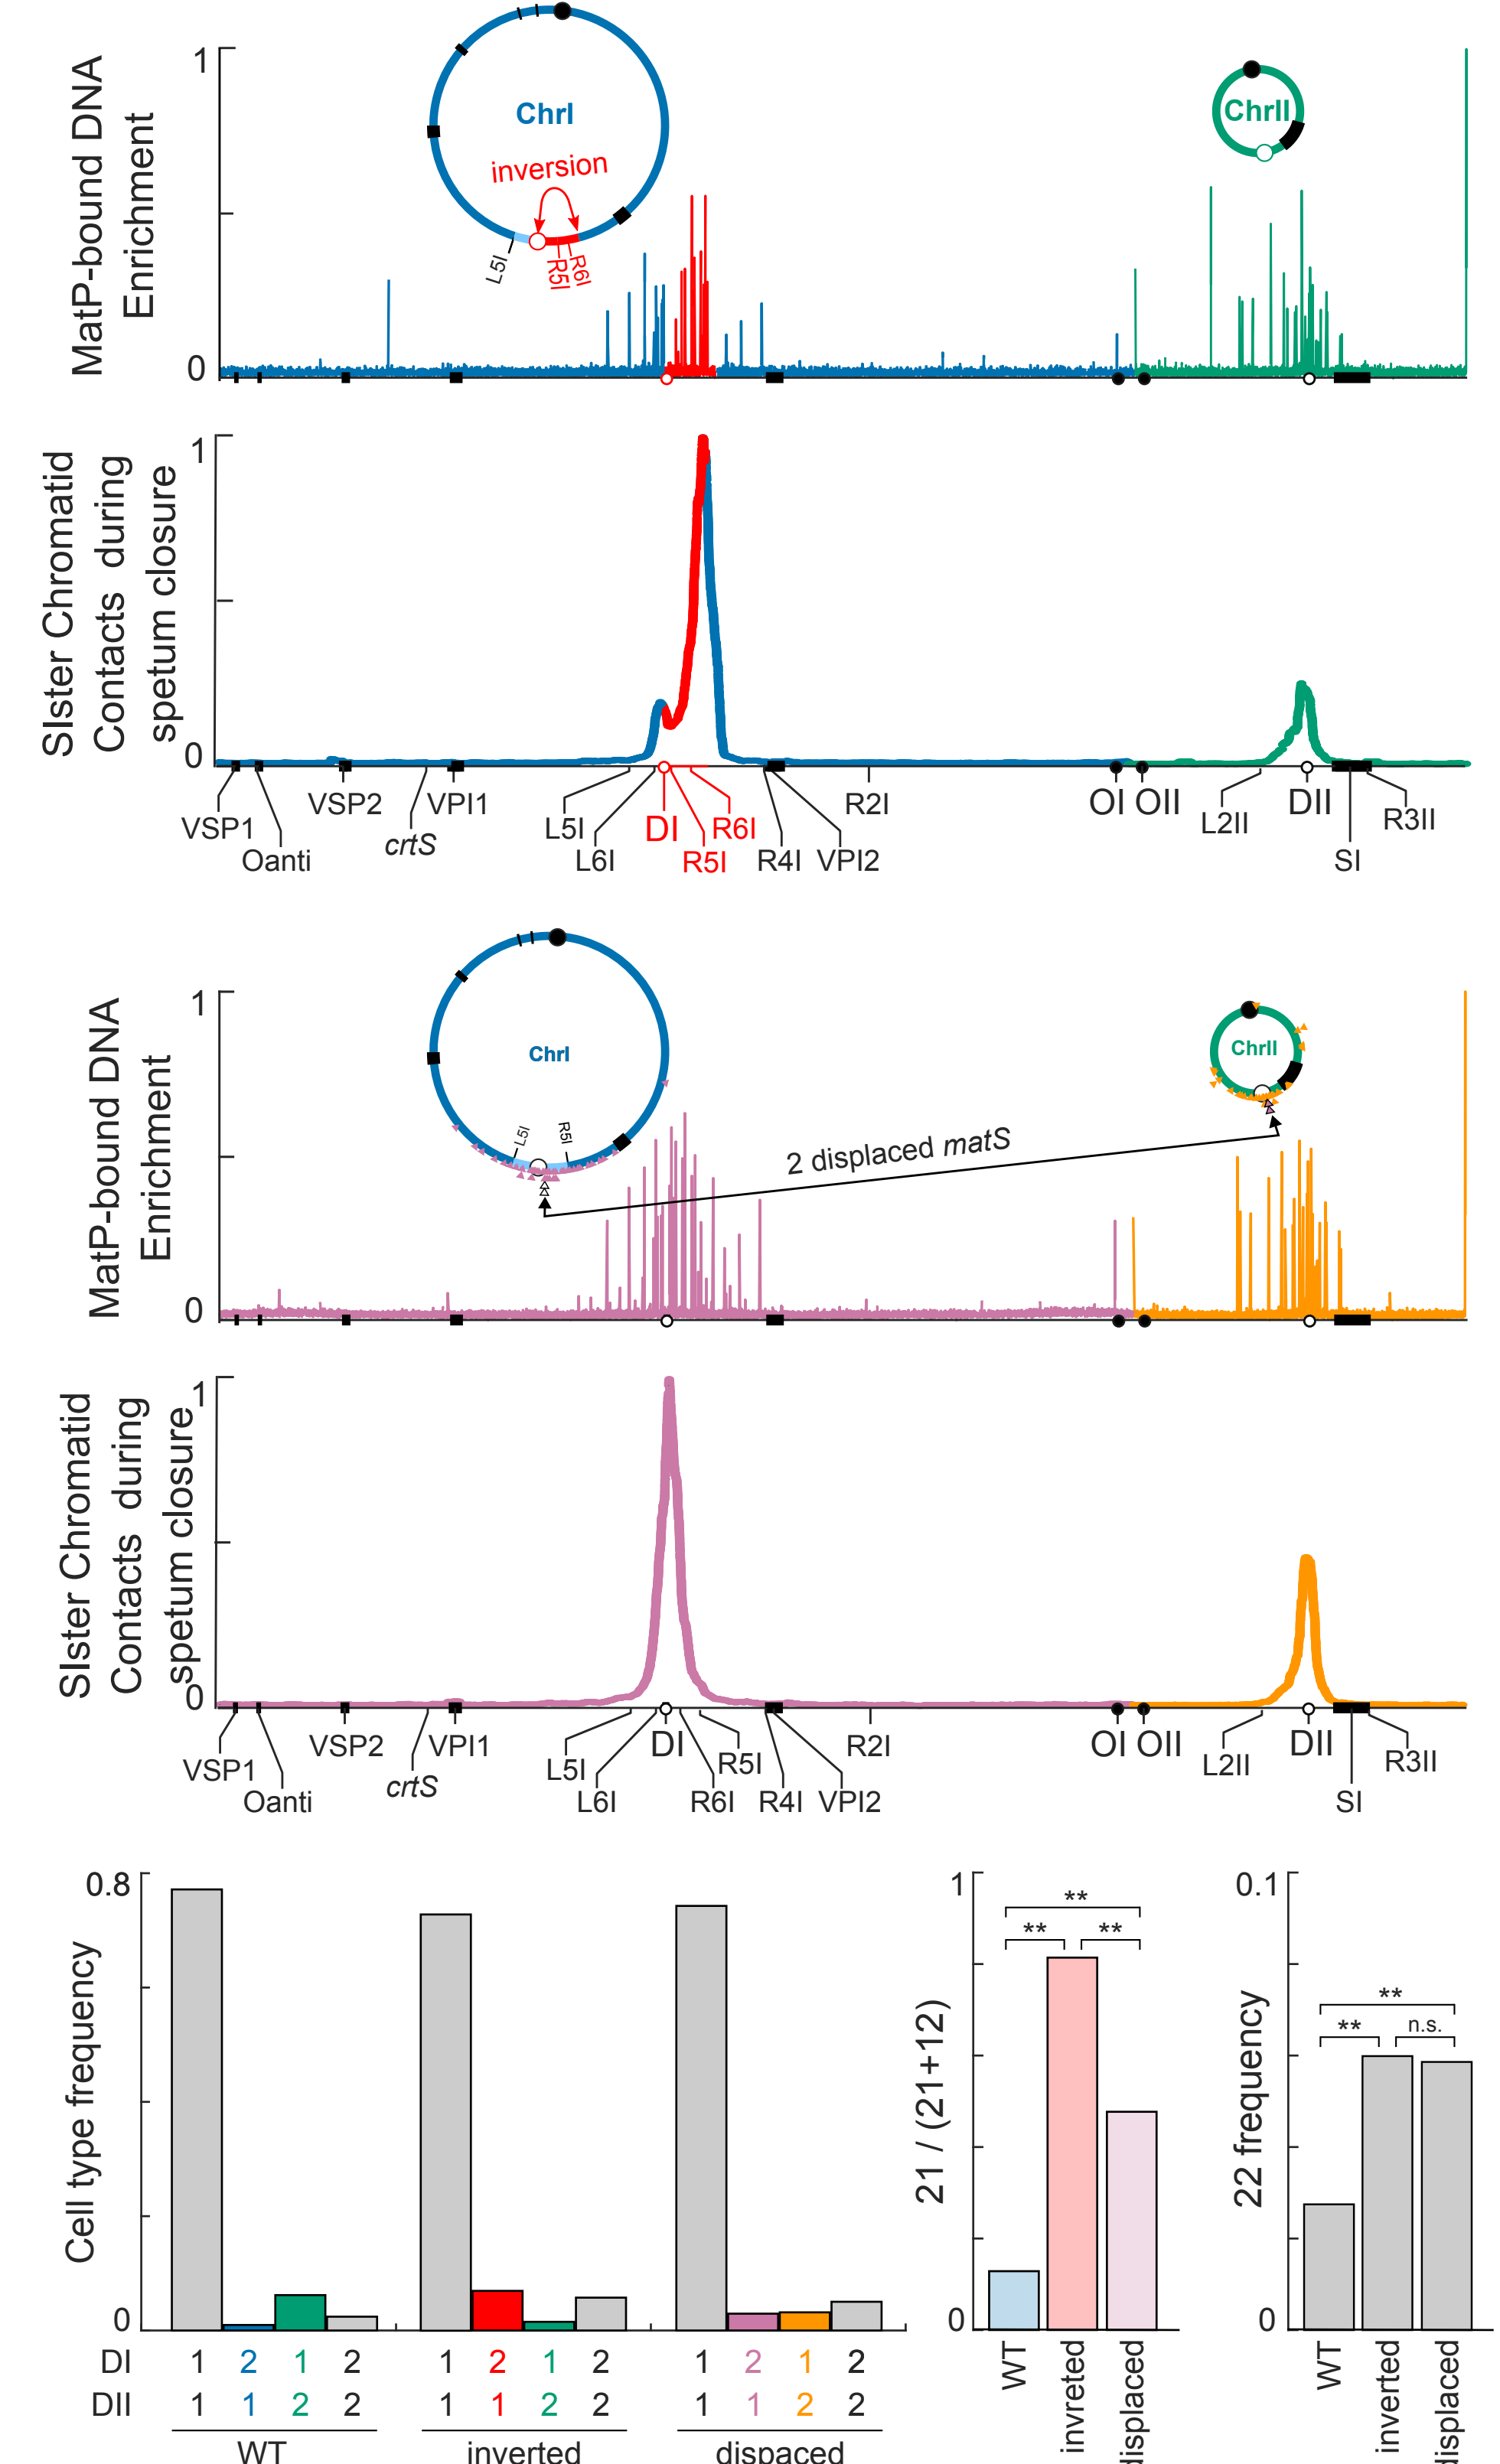 MatP-bound DNA
Enrichment
1
0
ChrI
inversion
L5I
R5I
R6I
ChrII
SIster Chromatid
Contacts during
spetum closure
1
0
VSP1
Oanti
VSP2
crtS
VPI1
L5I
L6I
DI
R5I
R6I
R4I
VPI2
R2I
OI OII
L2II
DII
SI
R3II
MatP-bound DNA
Enrichment
1
0
ChrI
L5I
R5I
ChrII
2 displaced matS
SIster Chromatid
Contacts during
spetum closure
1
0
VSP1
Oanti
VSP2
crtS
VPI1
L5I
L6I
DI
R6I
R5I
R4I
VPI2
R2I
OI OII
L2II
DII
SI
R3II
Cell type frequency
0.8
0
DI 1 2 1 2 1 2 1 2 1 2 1 2
DII 1 1 2 2 1 1 2 2 1 1 2 2
WT inverted dispaced
21 / (21+12)
1
0
**
** **
WT
invreted
displaced
22 frequency
0.1
0
**
** n.s.
WT
inverted
displaced